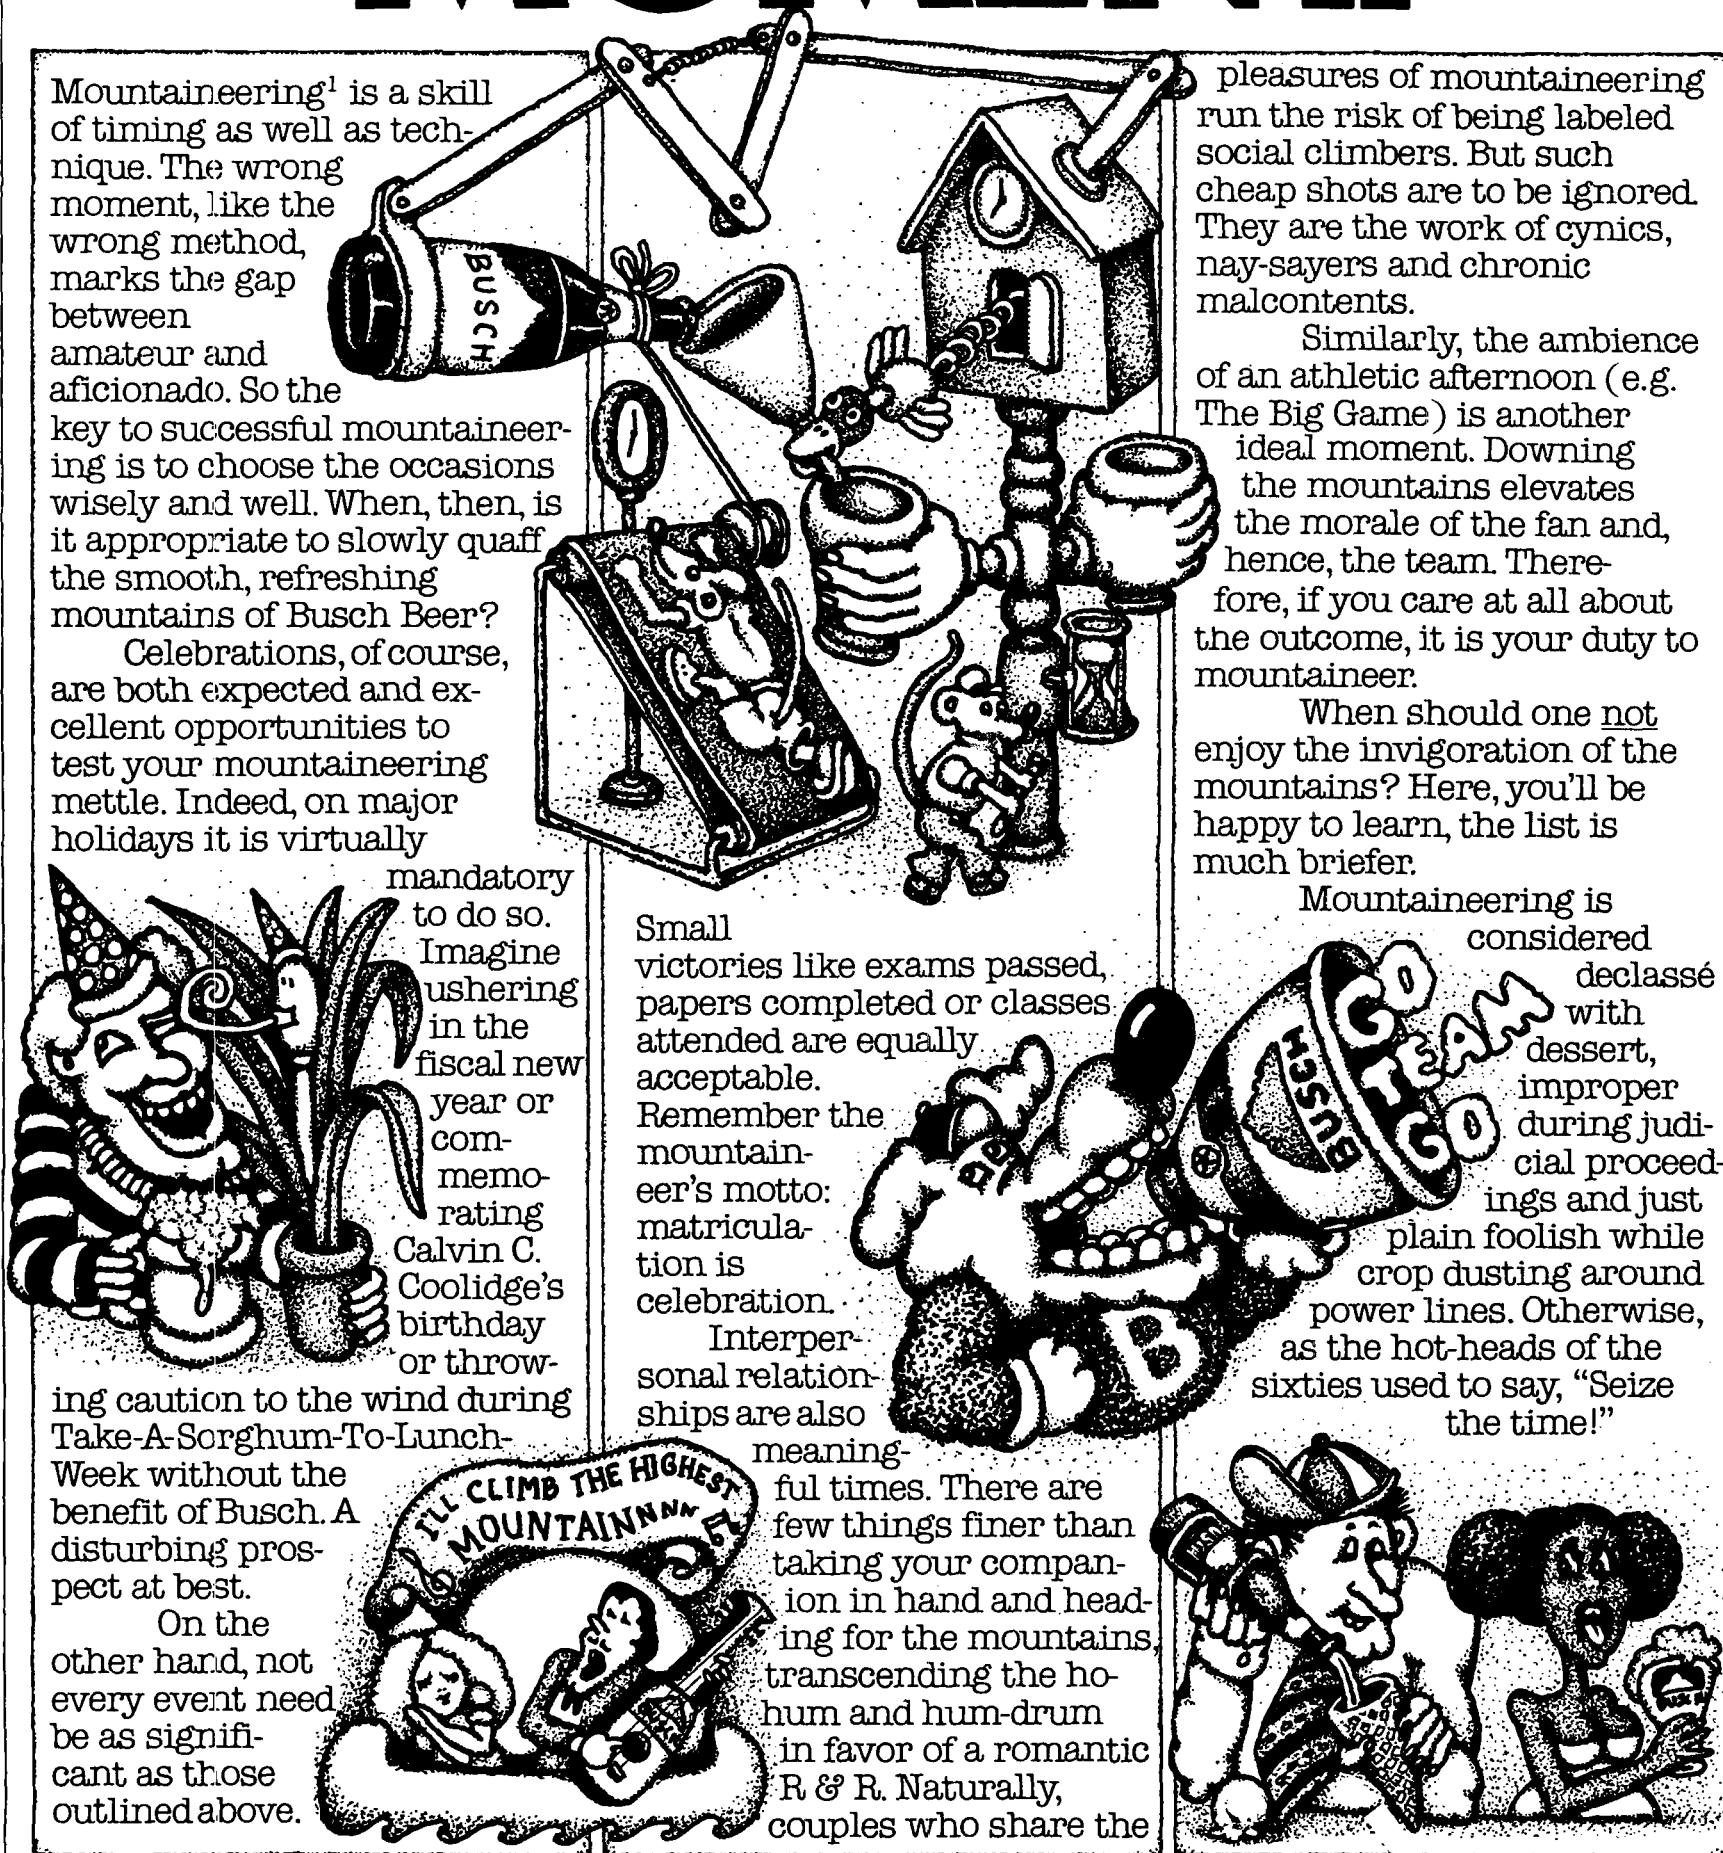 Mountaineering¹ is a skill
of timing as well as tech-
nique. The wrong
moment, like the
wrong method,
marks the gap
between
amateur and
aficionado. So the
key to successful mountaineer-
ing is to choose the occasions
wisely and well. When, then, is
it appropriate to slowly quaff
the smooth, refreshing
mountains of Busch Beer?
Celebrations, of course,
are both expected and ex-
cellent opportunities to
test your mountaineering
mettle. Indeed, on major
holidays it is virtually
mandatory
to do so.
Imagine
ushering
in the
fiscal new
year or
com-
memo-
rating
Calvin C.
Coolidge's
birthday
or throw-
ing caution to the wind during
Take-A-Sorghum-To-Lunch-
Week without the
benefit of Busch. A
disturbing pros-
pect at best.
On the
other hand, not
every event need
be as signifi-
cant as those
outlined above.
BUSCH
Small
victories like exams passed,
papers completed or classes
attended are equally
acceptable.
Remember the
mountain-
eer's motto:
matricula-
tion is
celebration.
Interper-
sonal relation-
ships are also
meaning-
ful times. There are
few things finer than
taking your compan-
ion in hand and head-
ing for the mountains,
transcending the ho-
hum and hum-drum
in favor of a romantic
R & R. Naturally,
couples who share the
I'LL CLIMB THE HIGHEST
MOUNTAINNNN
pleasures of mountaineering
run the risk of being labeled
social climbers. But such
cheap shots are to be ignored.
They are the work of cynics,
nay-sayers and chronic
malcontents.
Similarly, the ambience
of an athletic afternoon (e.g.
The Big Game) is another
ideal moment. Downing
the mountains elevates
the morale of the fan and,
hence, the team. There-
fore, if you care at all about
the outcome, it is your duty to
mountaineer.
When should one not
enjoy the invigoration of the
mountains? Here, you'll be
happy to learn, the list is
much briefer.
Mountaineering is
considered
declassé
with
dessert,
improper
during judi-
cial proceed-
ings and just
plain foolish while
crop dusting around
power lines. Otherwise,
as the hot-heads of the
sixties used to say, "Seize
the time!"
GO
TEAM
GO
BUSCH
B